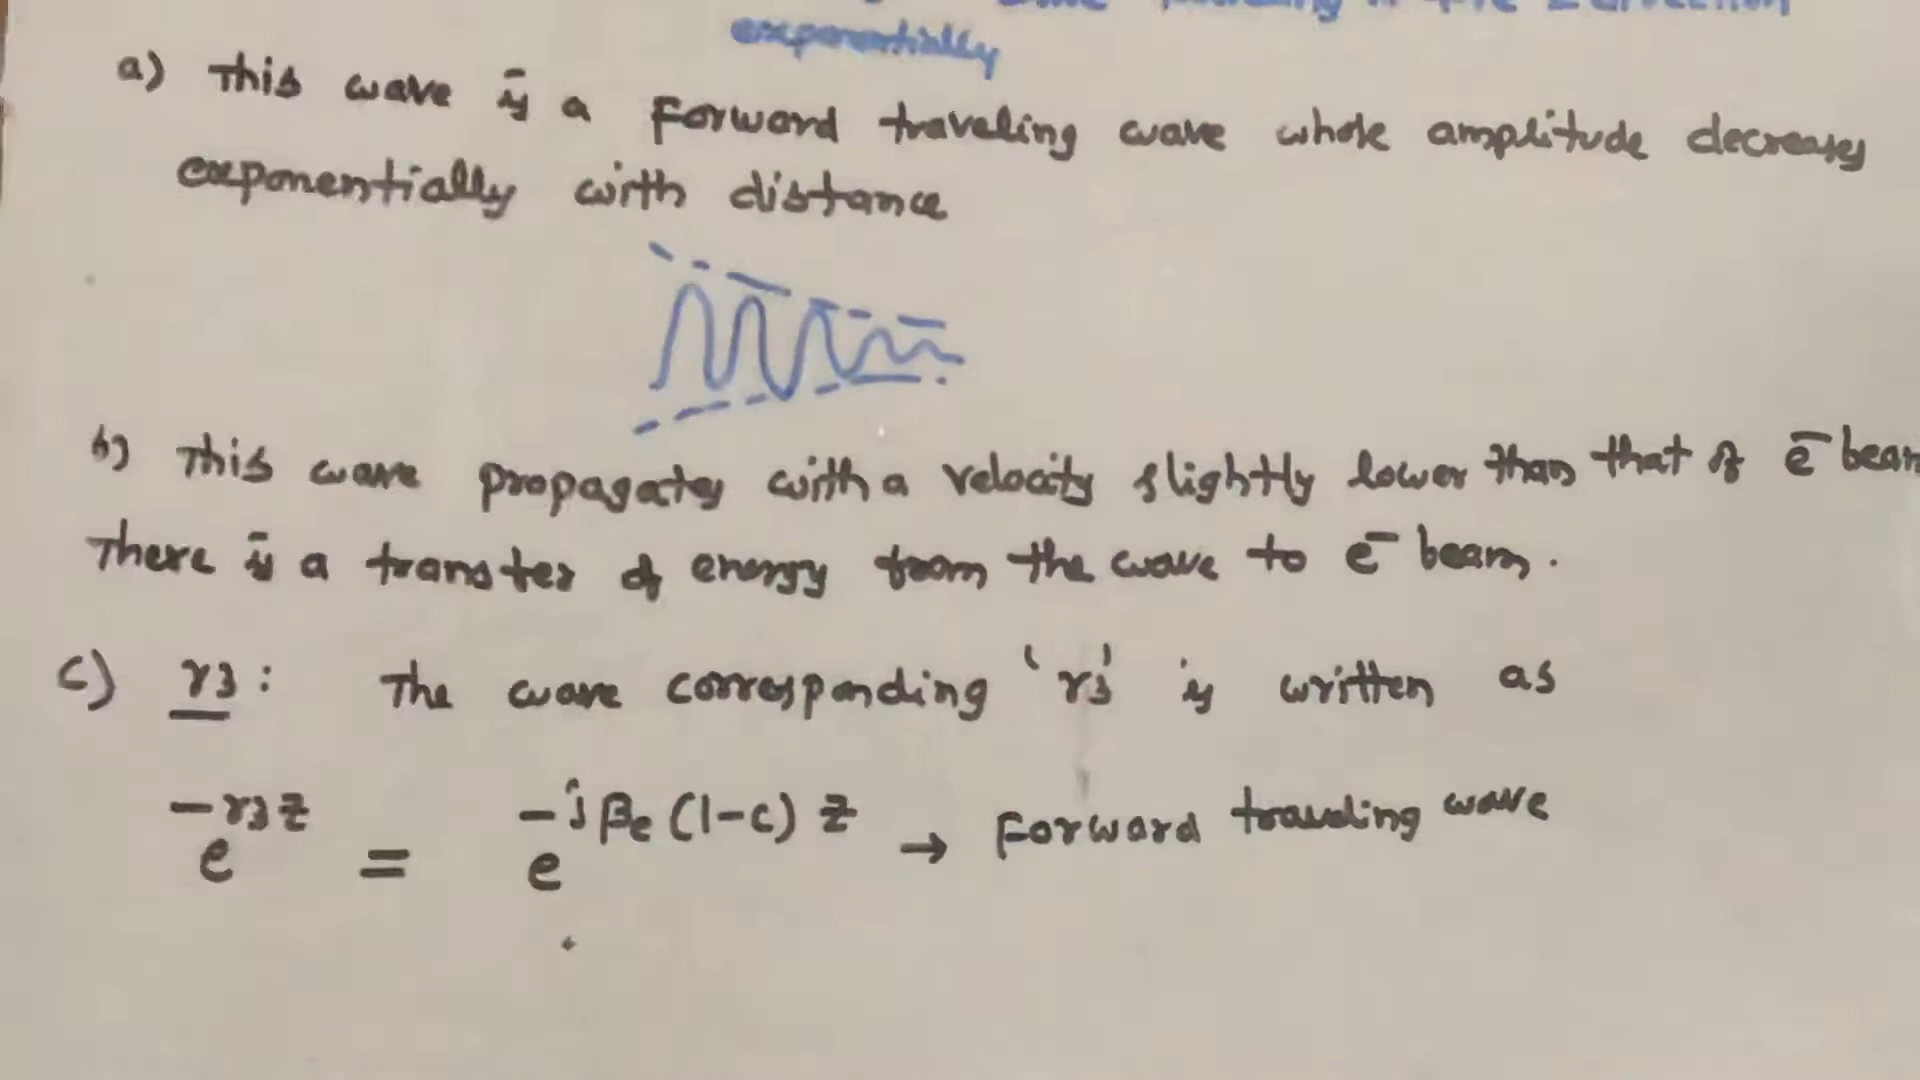 exponentially
a) This wave is a Forward traveling wave whole amplitude decreases
exponentially with distance
b) This wave propagates with a velocity slightly lower than that of e⁻ beam
There is a transfer of energy from the wave to e⁻ beam.
c) γ3 : The wave corresponding 'γ3' is written as
e^{-γ3 z} = e^{-jβe(1-c) z} → Forward traveling wave